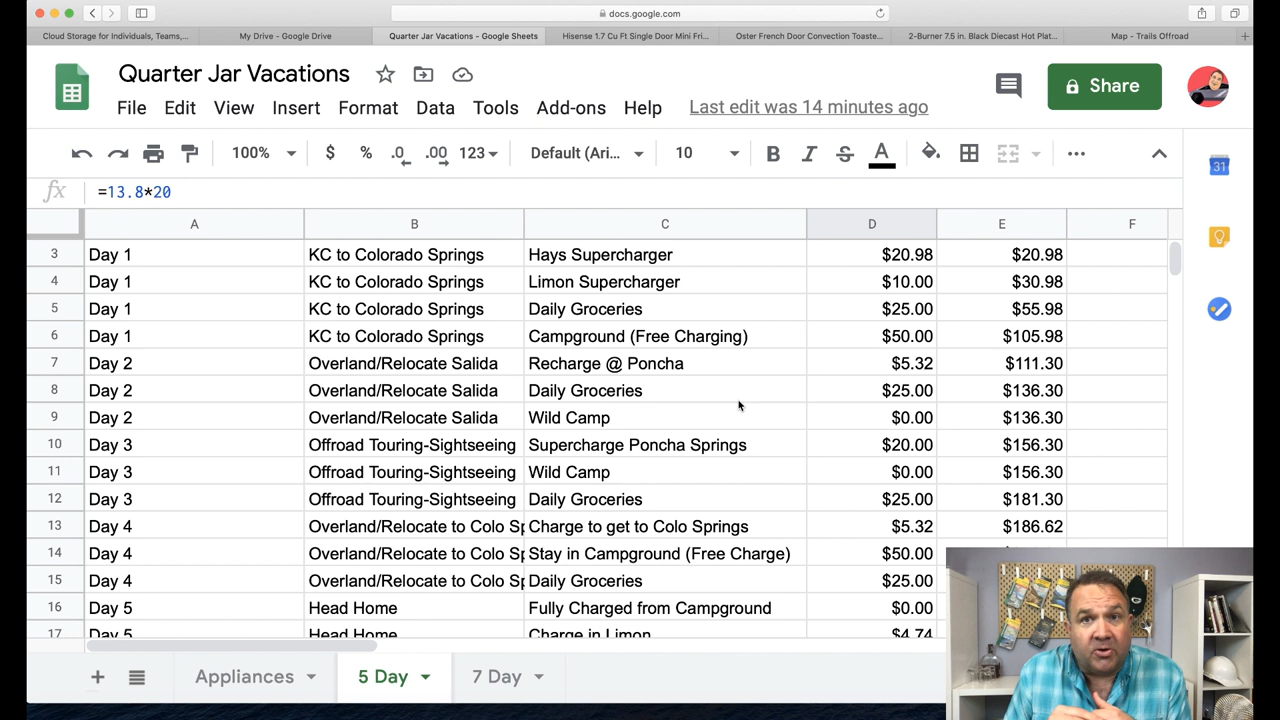 docs.google.com
Cloud Storage for Individuals, Teams,...
My Drive - Google Drive
Quarter Jar Vacations - Google Sheets
Hisense 1.7 Cu Ft Single Door Mini Fri...
Oster French Door Convection Toaste...
2-Burner 7.5 in. Black Diecast Hot Plat...
Map - Trails Offroad
Quarter Jar Vacations
Share
File Edit View Insert Format Data Tools Add-ons Help Last edit was 14 minutes ago
100% $ % .0 .00 123 Default (Ari... 10 B I S A
31
fx =13.8*20
A B C D E F
3 Day 1 KC to Colorado Springs Hays Supercharger $20.98 $20.98
4 Day 1 KC to Colorado Springs Limon Supercharger $10.00 $30.98
5 Day 1 KC to Colorado Springs Daily Groceries $25.00 $55.98
6 Day 1 KC to Colorado Springs Campground (Free Charging) $50.00 $105.98
7 Day 2 Overland/Relocate Salida Recharge @ Poncha $5.32 $111.30
8 Day 2 Overland/Relocate Salida Daily Groceries $25.00 $136.30
9 Day 2 Overland/Relocate Salida Wild Camp $0.00 $136.30
10 Day 3 Offroad Touring-Sightseeing Supercharge Poncha Springs $20.00 $156.30
11 Day 3 Offroad Touring-Sightseeing Wild Camp $0.00 $156.30
12 Day 3 Offroad Touring-Sightseeing Daily Groceries $25.00 $181.30
13 Day 4 Overland/Relocate to Colo Sp Charge to get to Colo Springs $5.32 $186.62
14 Day 4 Overland/Relocate to Colo Sp Stay in Campground (Free Charge) $50.00
15 Day 4 Overland/Relocate to Colo Sp Daily Groceries $25.00
16 Day 5 Head Home Fully Charged from Campground $0.00
17 Day 5 Head Home Charge in Limon $4.74
Appliances 5 Day 7 Day